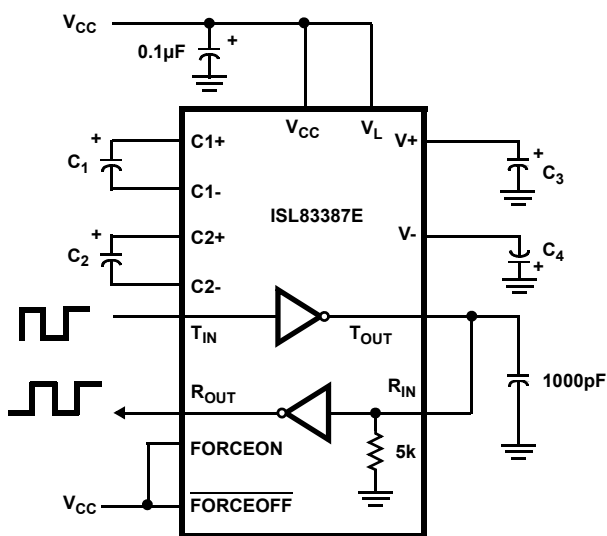 VCC
0.1µF
+
VCC
VL
+
C1
C1+
C1-
V+
+
C3
ISL83387E
+
C2
C2+
C2-
V-
C4
+
TIN
TOUT
ROUT
RIN
1000pF
FORCEON
5k
VCC
FORCEOFF